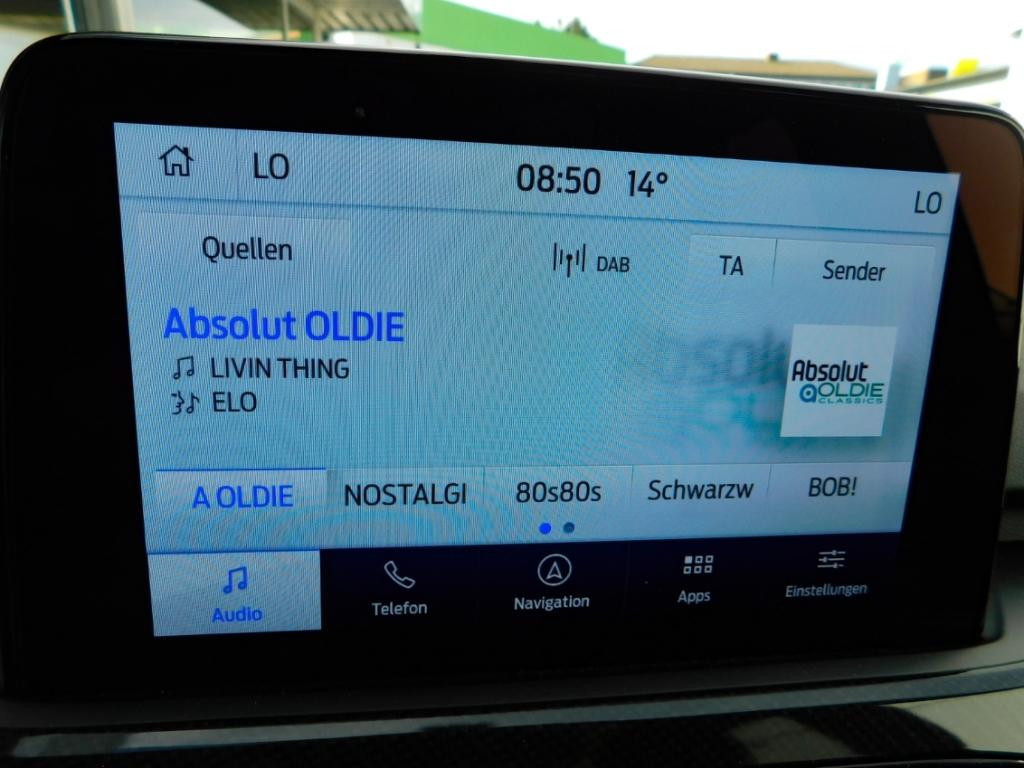 LO 08:50 14° LO
Quellen DAB TA Sender
Absolut OLDIE
LIVIN THING
ELO
Absolut
OLDIE
CLASSICS
A OLDIE NOSTALGI 80s80s Schwarzw BOB!
Audio Telefon Navigation Apps Einstellungen